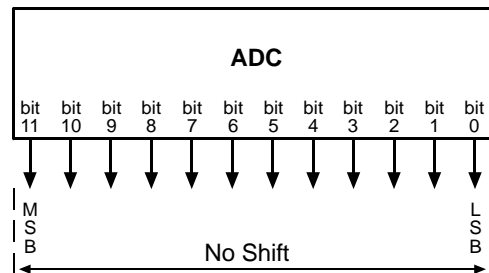 ADC
bit bit bit bit bit bit bit bit bit bit bit bit
11 10 9 8 7 6 5 4 3 2 1 0
MSB
LSB
No Shift